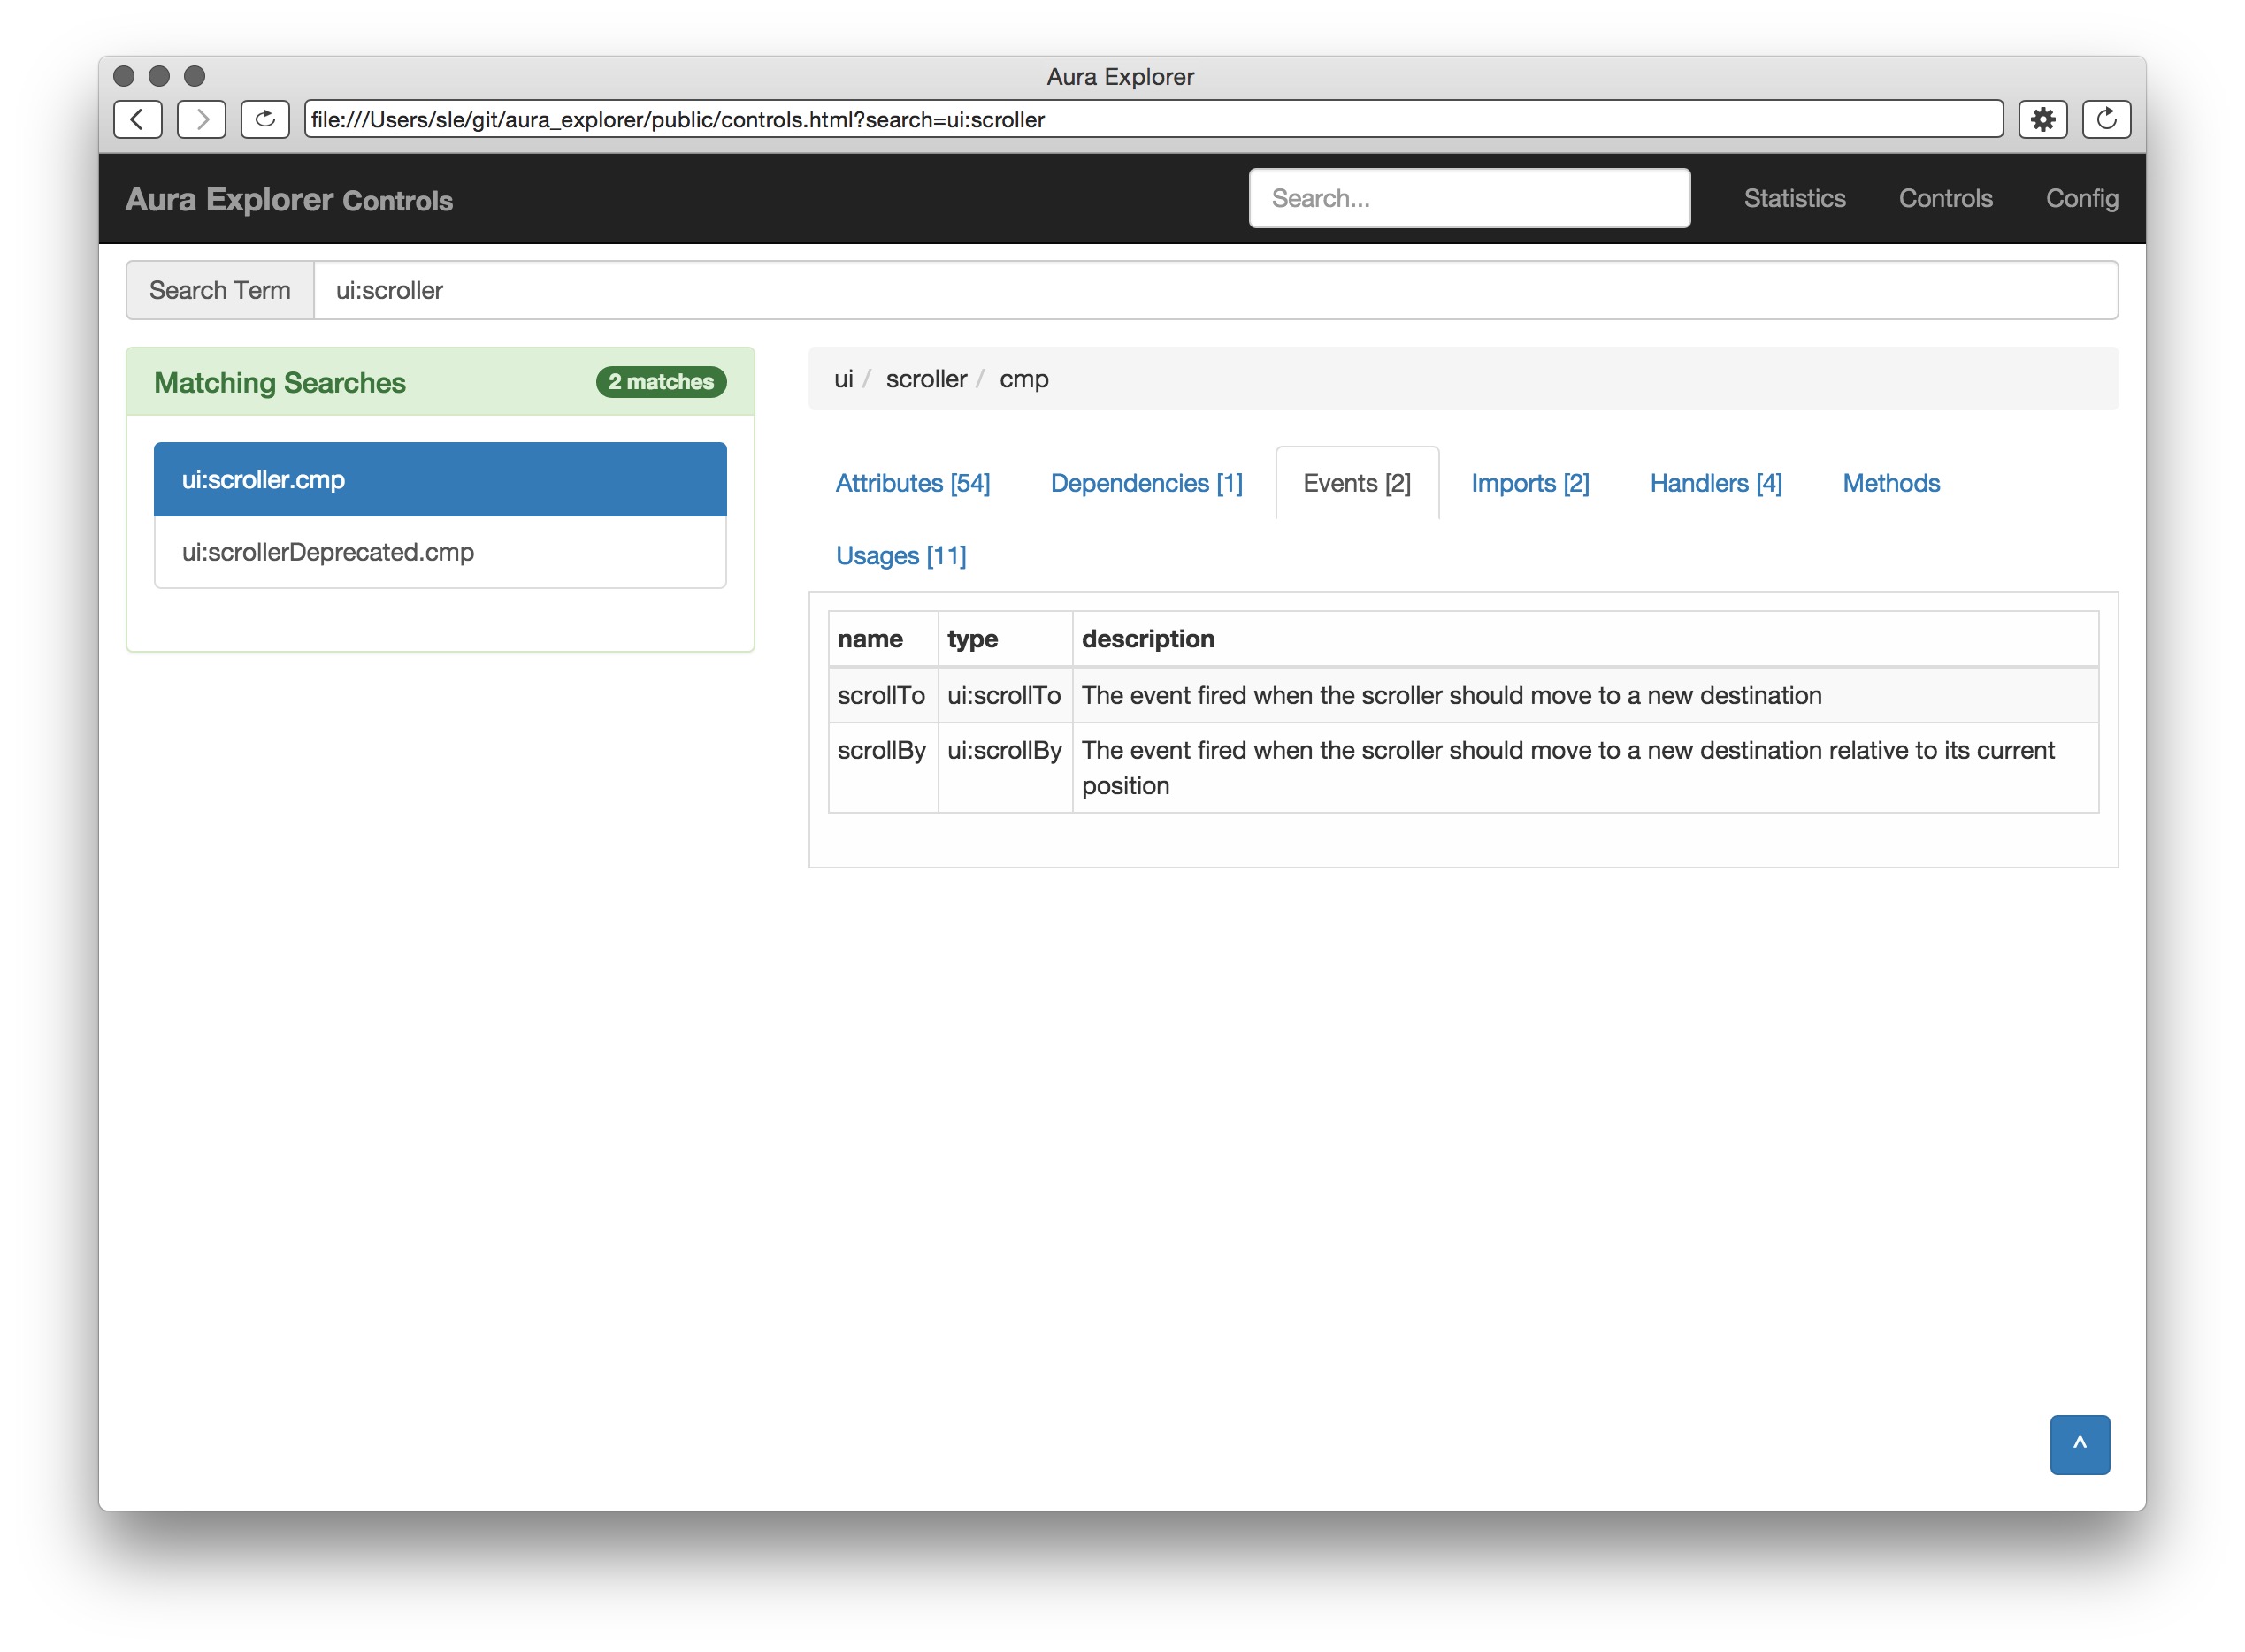 Aura Explorer
file:///Users/sle/git/aura_explorer/public/controls.html?search=ui:scroller
Aura Explorer Controls
Search...
Statistics
Controls
Config
Search Term
ui:scroller
Matching Searches
2 matches
ui:scroller.cmp
ui:scrollerDeprecated.cmp
ui / scroller / cmp
Attributes [54]
Dependencies [1]
Events [2]
Imports [2]
Handlers [4]
Methods
Usages [11]
name type description
scrollTo ui:scrollTo The event fired when the scroller should move to a new destination
scrollBy ui:scrollBy The event fired when the scroller should move to a new destination relative to its current
position
^